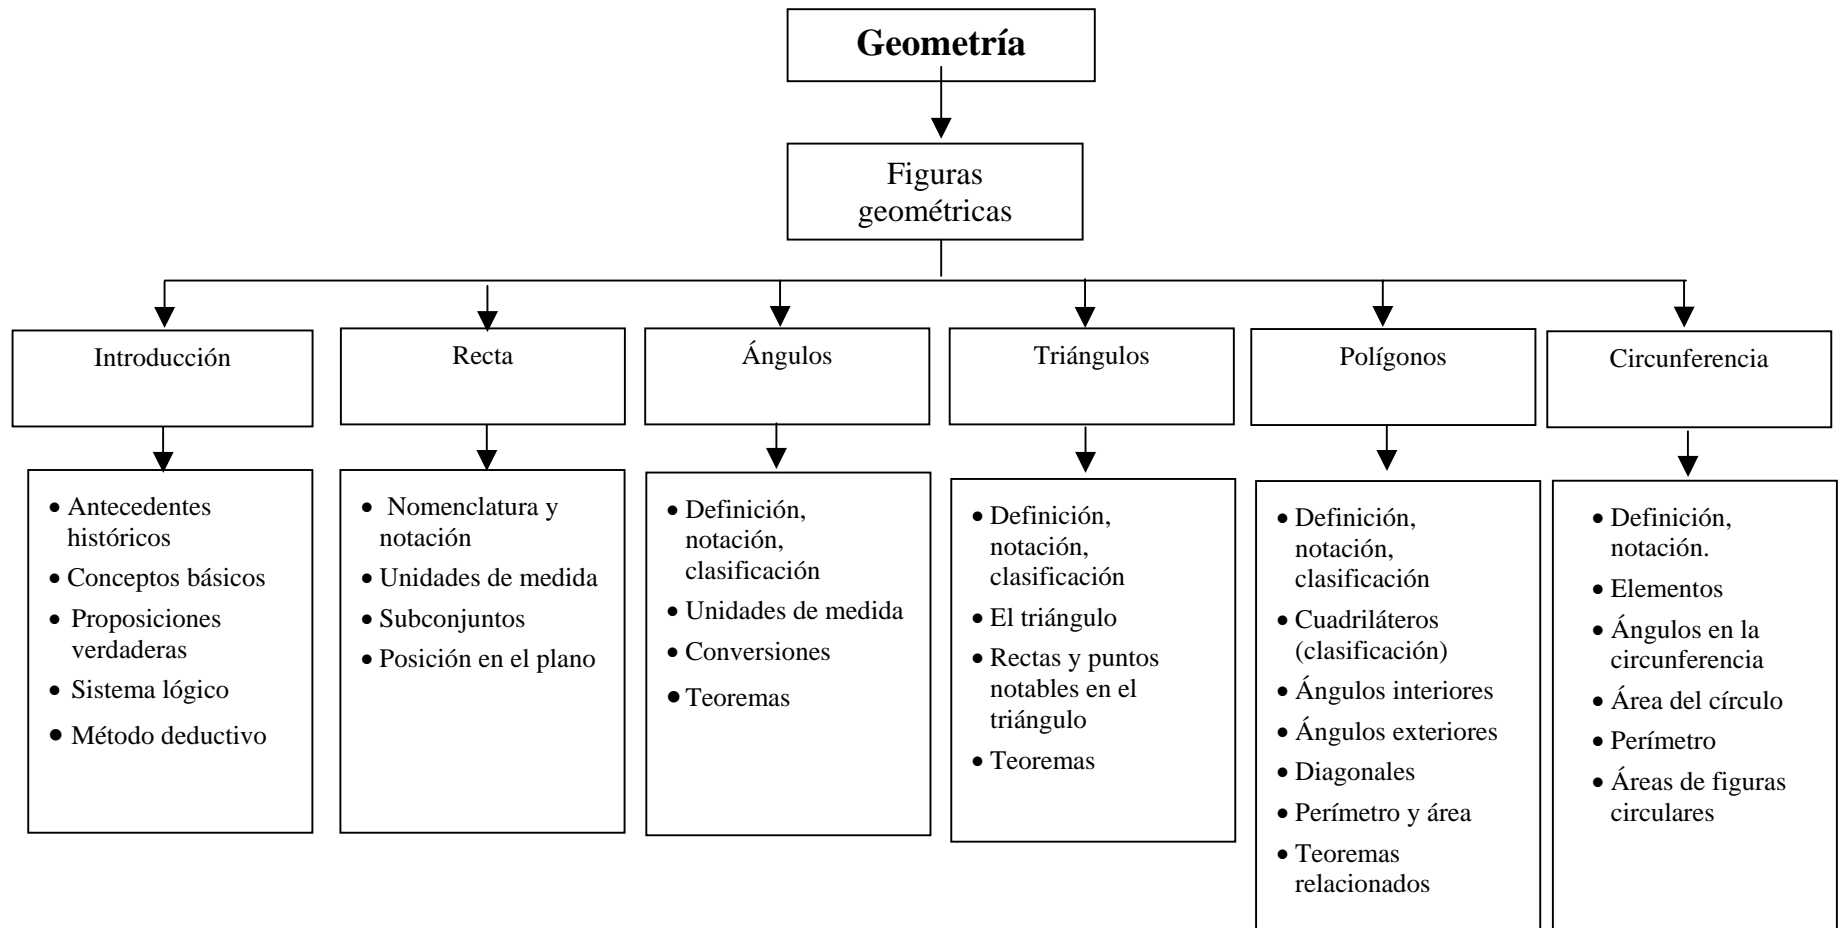 Geometría
Figuras
geométricas
Introducción
Recta
Ángulos
Triángulos
Polígonos
Circunferencia
• Antecedentes
históricos
• Conceptos básicos
• Proposiciones
verdaderas
• Sistema lógico
• Método deductivo
• Nomenclatura y
notación
• Unidades de medida
• Subconjuntos
• Posición en el plano
• Definición,
notación,
clasificación
• Unidades de medida
• Conversiones
• Teoremas
• Definición,
notación,
clasificación
• El triángulo
• Rectas y puntos
notables en el
triángulo
• Teoremas
• Definición,
notación,
clasificación
• Cuadriláteros
(clasificación)
• Ángulos interiores
• Ángulos exteriores
• Diagonales
• Perímetro y área
• Teoremas
relacionados
• Definición,
notación.
• Elementos
• Ángulos en la
circunferencia
• Área del círculo
• Perímetro
• Áreas de figuras
circulares